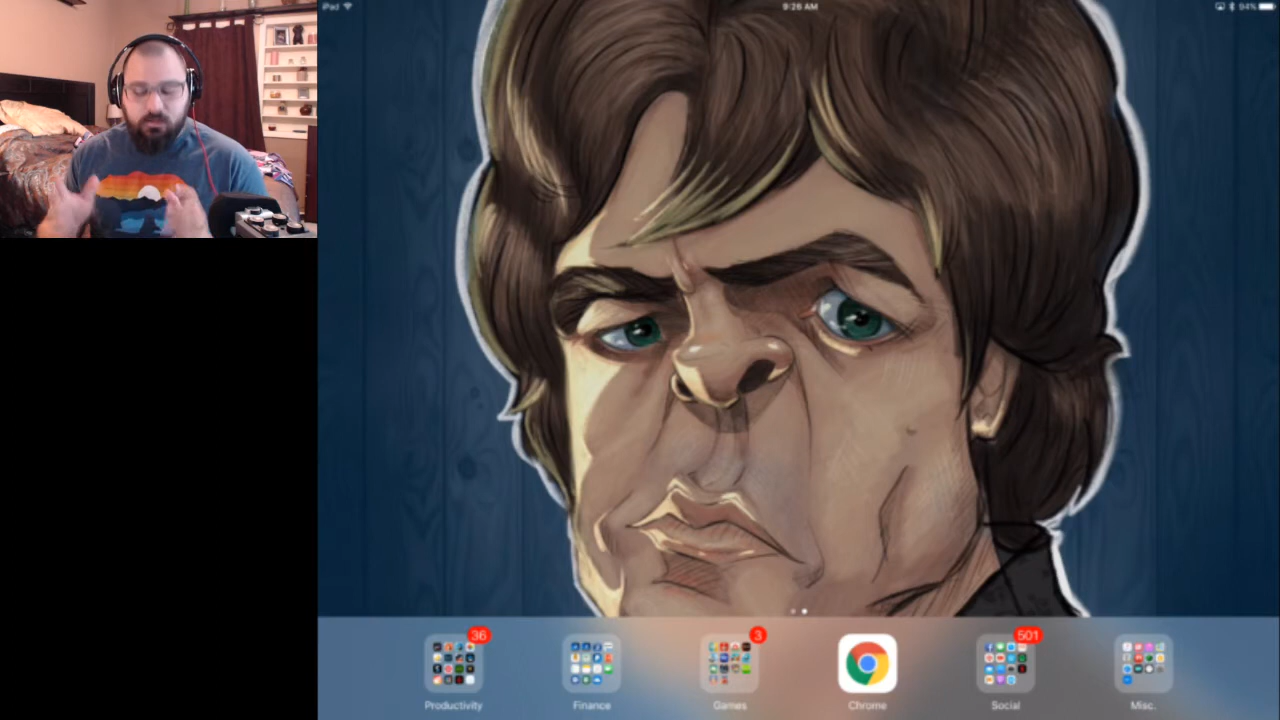 iPad
9:26 AM
94%
36
3
501
Productivity
Finance
Games
Chrome
Social
Misc.